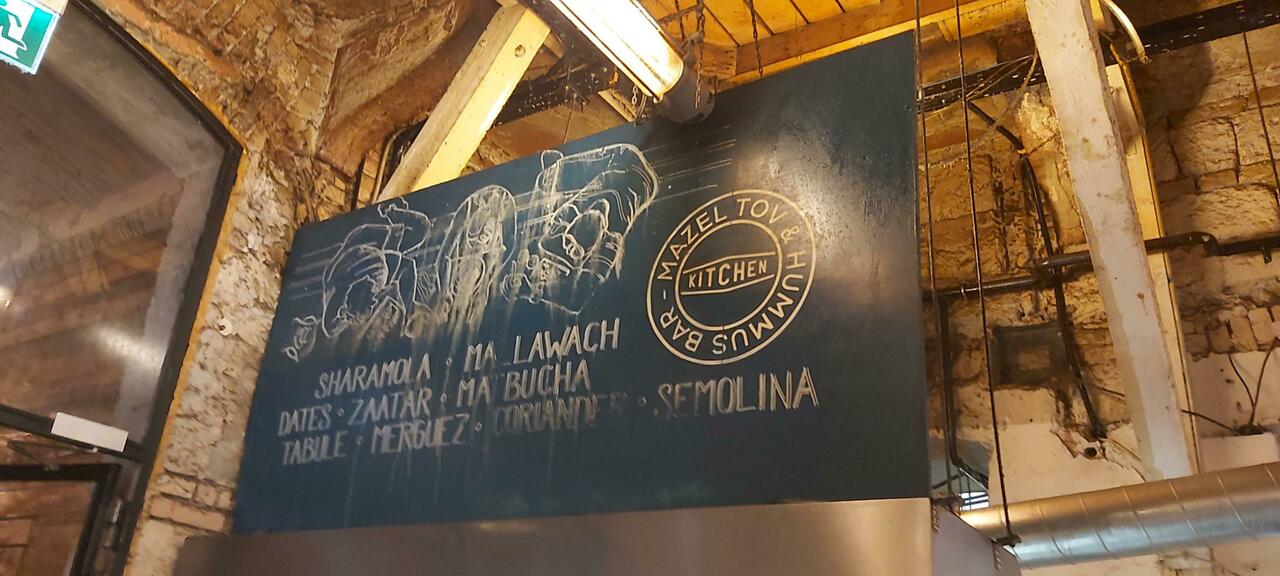 MAZEL TOV & HUMMUS BAR -
KITCHEN
SHARAMOLA · MA LAWACH
DATES · ZAATAR · MA BUCHA
TABULE · MERGUEZ · CORIANDER · SEMOLINA